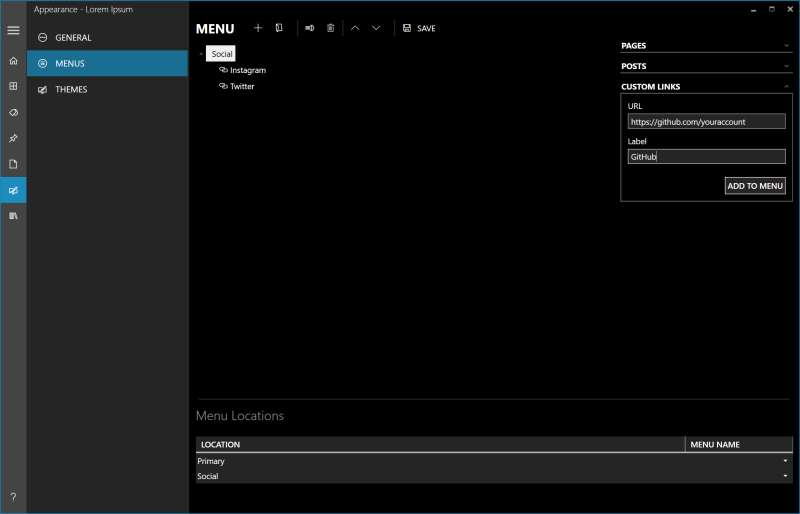 Appearance - Lorem Ipsum
GENERAL
MENUS
THEMES
?
MENU
SAVE
Social
Instagram
Twitter
PAGES
POSTS
CUSTOM LINKS
URL
https://github.com/youraccount
Label
GitHub
ADD TO MENU
Menu Locations
LOCATION MENU NAME
Primary
Social